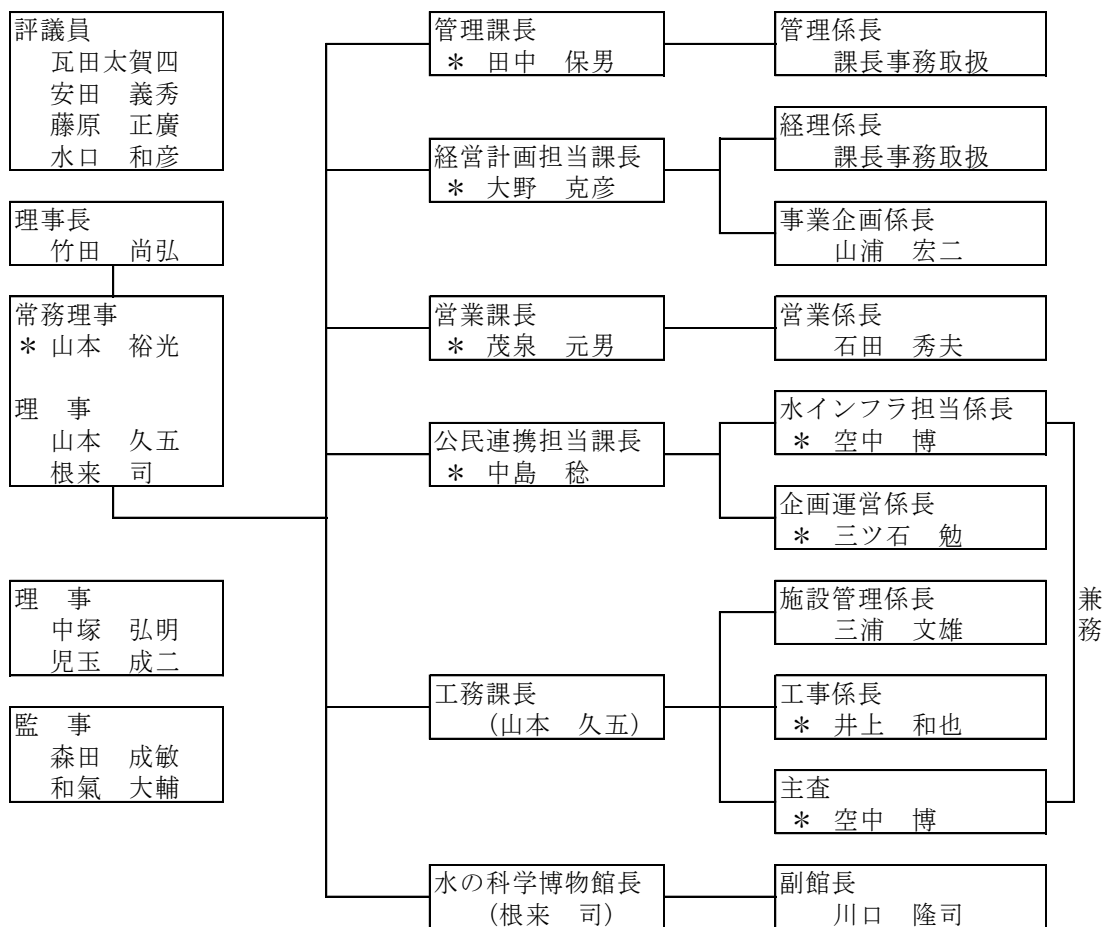 評議員
瓦田太賀四
安田　義秀
藤原　正廣
水口　和彦
理事長
竹田　尚弘
常務理事
＊ 山本　裕光
理　事
山本　久五
根来　司
理　事
中塚　弘明
児玉　成二
監　事
森田　成敏
和氣　大輔
管理課長
＊　田中　保男
経営計画担当課長
＊　大野　克彦
営業課長
＊　茂泉　元男
公民連携担当課長
＊　中島　稔
工務課長
(山本　久五)
水の科学博物館長
(根来　司)
管理係長
課長事務取扱
経理係長
課長事務取扱
事業企画係長
山浦　宏二
営業係長
石田　秀夫
水インフラ担当係長
＊　空中　博
企画運営係長
＊　三ツ石　勉
施設管理係長
三浦　文雄
工事係長
＊　井上　和也
主査
＊　空中　博
副館長
川口　隆司
兼務